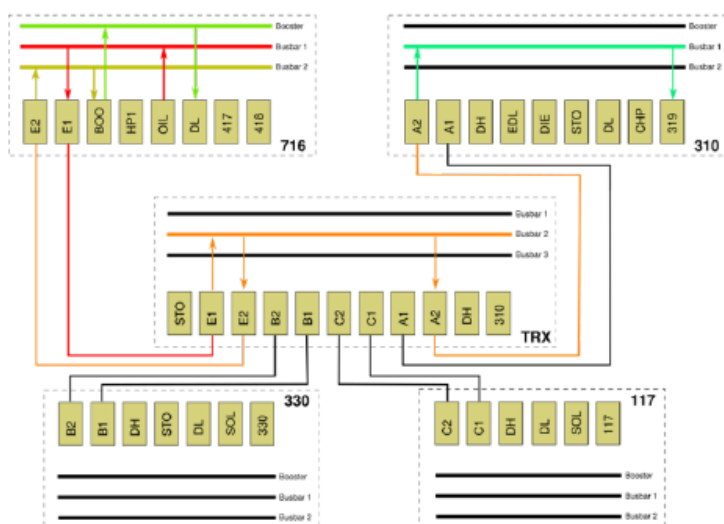 Booster
Busbar 1
Busbar 2
E2 E1 BOO HP1 OIL DL 417 418
716
Booster
Busbar 1
Busbar 2
A2 A1 DH EDL DIE STO DL CHP 319
310
Busbar 1
Busbar 2
Busbar 3
STO E1 E2 B2 B1 C2 C1 A1 A2 DH 310
TRX
330
B2 B1 DH STO DL SOL 330
Booster
Busbar 1
Busbar 2
117
C2 C1 DH DL SOL 117
Booster
Busbar 1
Busbar 2